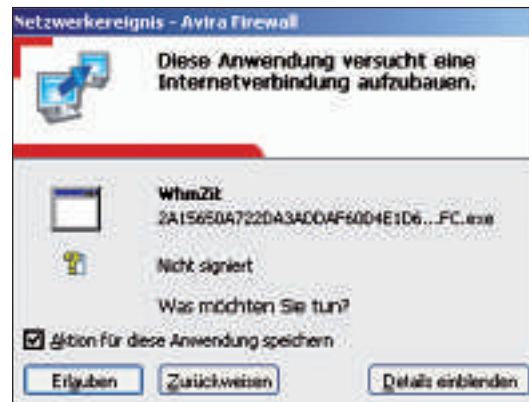 Netzwerkereignis - Avira Firewall
Diese Anwendung versucht eine
Internetverbindung aufzubauen.
WhmZit
2A15650A722DA3ADDAF60D4E1D6...FC.exe
Nicht signiert
Was möchten Sie tun?
Aktion für diese Anwendung speichern
Erlauben
Zurückweisen
Details einblenden